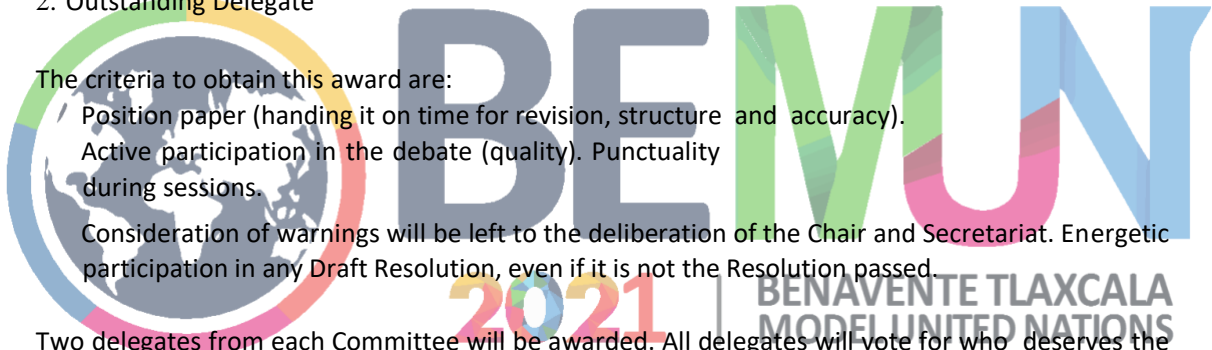 2. Outstanding Delegate
The criteria to obtain this award are:
Position paper (handing it on time for revision, structure and accuracy).
Active participation in the debate (quality). Punctuality
during sessions.
Consideration of warnings will be left to the deliberation of the Chair and Secretariat. Energetic
participation in any Draft Resolution, even if it is not the Resolution passed.
Two delegates from each Committee will be awarded. All delegates will vote for who deserves the
BEMUN
2021 | BENAVENTE TLAXCALA
MODEL UNITED NATIONS